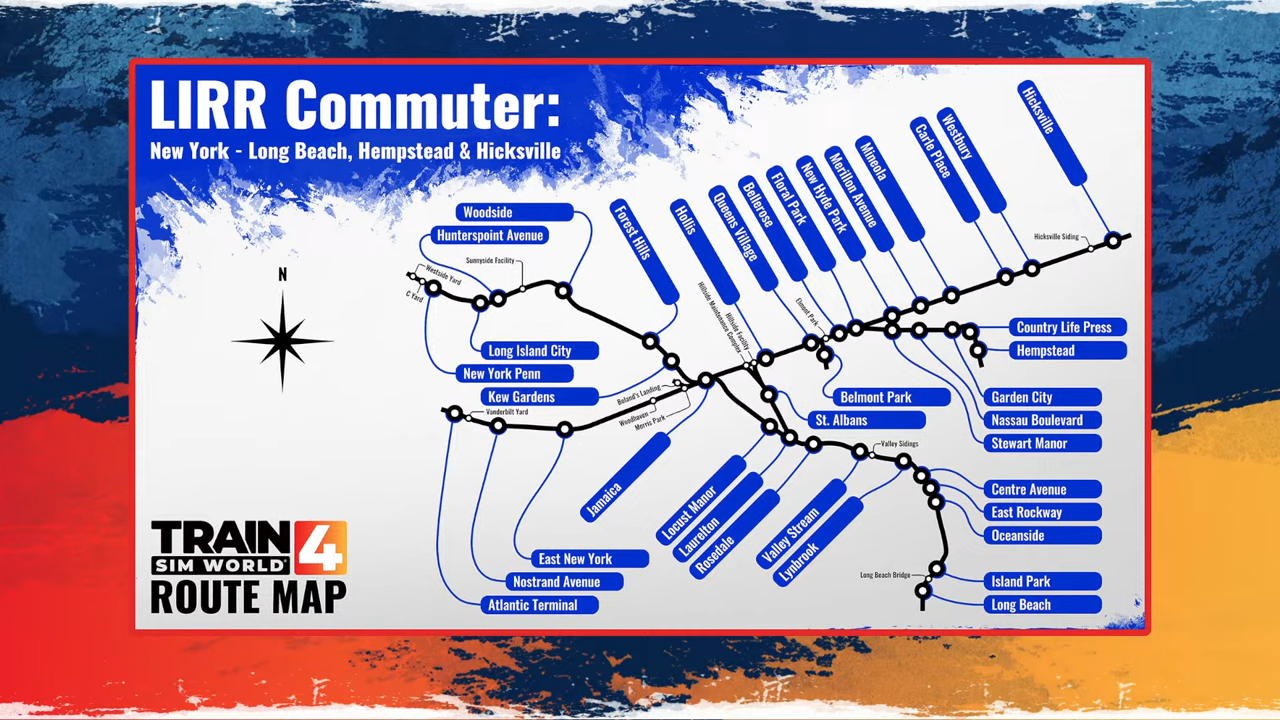 LIRR Commuter:
New York - Long Beach, Hempstead & Hicksville
Hicksville
Westbury
Carle Place
Mineola
Merillon Avenue
New Hyde Park
Floral Park
Bellerose
Queens Village
Hollis
Forest Hills
Woodside
Hunterspoint Avenue
Sunnyside Facility
Westside Yard
C Yard
Hicksville Siding
N
Elmont Park
Hillside Facility
Hillside Maintenance Complex
Country Life Press
Hempstead
Long Island City
New York Penn
Kew Gardens
Boland's Landing
Woodhaven
Morris Park
Vanderbilt Yard
Belmont Park
St. Albans
Garden City
Nassau Boulevard
Stewart Manor
Valley Sidings
Jamaica
Locust Manor
Laurelton
Rosedale
Valley Stream
Lynbrook
Centre Avenue
East Rockway
Oceanside
East New York
Nostrand Avenue
Atlantic Terminal
Long Beach Bridge
Island Park
Long Beach
TRAIN
SIM WORLD
4
ROUTE MAP